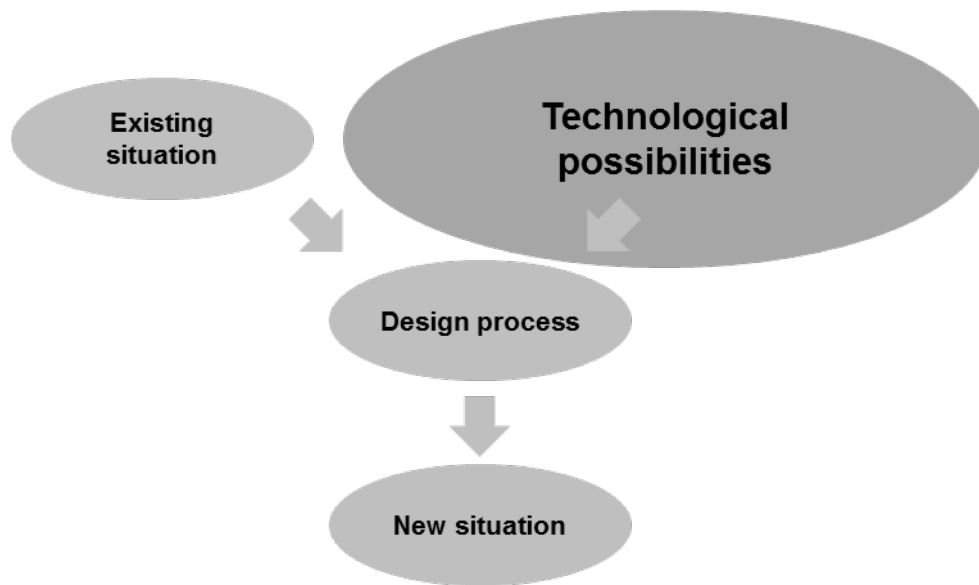 Existing
situation
Technological
possibilities
Design process
New situation